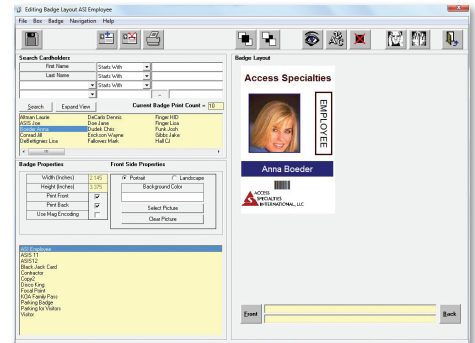 Editing Badge Layout ASI Employee
File Box Badge Navigation Help
Search Cardholders
First Name Starts With
Last Name Starts With
Starts With
Search Expand View Current Badge Print Count = 10
Altman Laurie DeCarlo Dennis Finger HID
ASIS Joe Doe Jane Finger Lisa
Boeder Anna Dudek Chris Funk Josh
Conrad Jill Erickson Wayne Gibbs Jake
DeBettignies Lisa Fallowes Mark Hall CJ
Badge Properties
Width (Inches) 2.145
Height (Inches) 3.375
Print Front
Print Back
Use Mag Encoding
Front Side Properties
Portrait Landscape
Background Color
Select Picture
Clear Picture
ASI Employee
ASIS 11
ASIS12
Black Jack Card
Contractor
Copy2
Disco King
Focal Point
KOA Family Pass
Parking Badge
Parking for Visitors
Visitor
Badge Layout
Access Specialties
EMPLOYEE
Anna Boeder
ACCESS
SPECIALTIES
INTERNATIONAL, LLC
Front Back